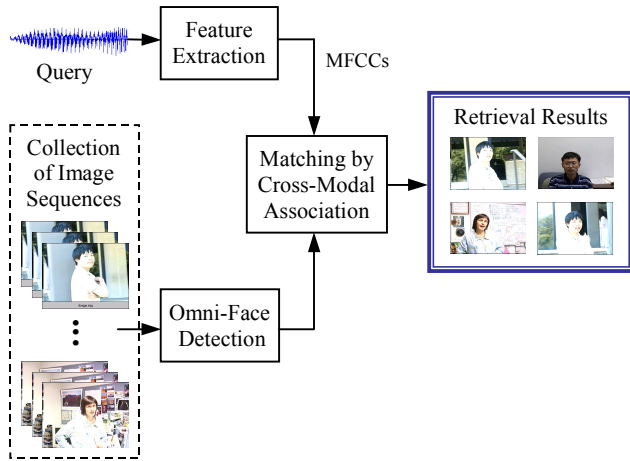 Query
Feature
Extraction
MFCCs
Collection
of Image
Sequences
Matching by
Cross-Modal
Association
Omni-Face
Detection
Retrieval Results